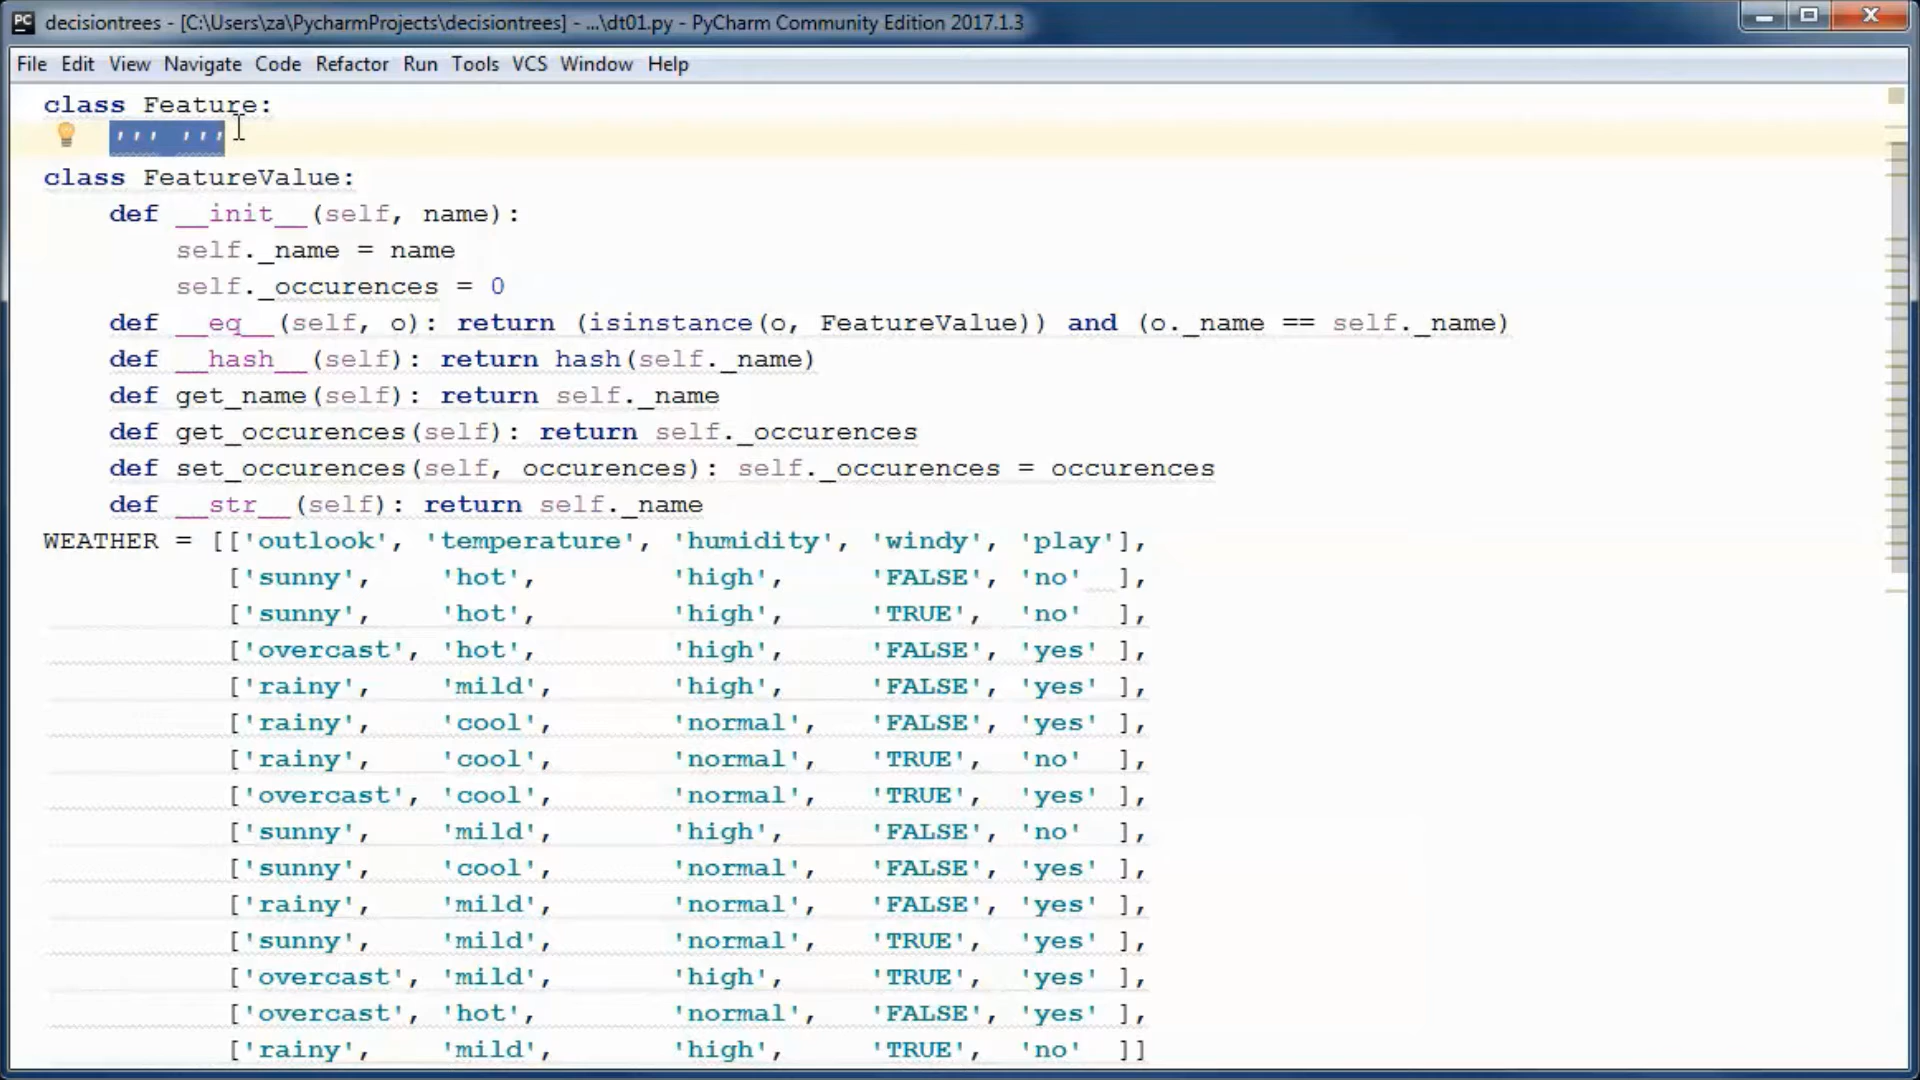 PC decisiontrees - [C:\Users\za\PycharmProjects\decisiontrees] - ...\dt01.py - PyCharm Community Edition 2017.1.3
File Edit View Navigate Code Refactor Run Tools VCS Window Help
class Feature:
''' '''
class FeatureValue:
def __init__(self, name):
self._name = name
self._occurences = 0
def __eq__(self, o): return (isinstance(o, FeatureValue)) and (o._name == self._name)
def __hash__(self): return hash(self._name)
def get_name(self): return self._name
def get_occurences(self): return self._occurences
def set_occurences(self, occurences): self._occurences = occurences
def __str__(self): return self._name
WEATHER = [['outlook', 'temperature', 'humidity', 'windy', 'play'],
['sunny', 'hot', 'high', 'FALSE', 'no' ],
['sunny', 'hot', 'high', 'TRUE', 'no' ],
['overcast', 'hot', 'high', 'FALSE', 'yes' ],
['rainy', 'mild', 'high', 'FALSE', 'yes' ],
['rainy', 'cool', 'normal', 'FALSE', 'yes' ],
['rainy', 'cool', 'normal', 'TRUE', 'no' ],
['overcast', 'cool', 'normal', 'TRUE', 'yes' ],
['sunny', 'mild', 'high', 'FALSE', 'no' ],
['sunny', 'cool', 'normal', 'FALSE', 'yes' ],
['rainy', 'mild', 'normal', 'FALSE', 'yes' ],
['sunny', 'mild', 'normal', 'TRUE', 'yes' ],
['overcast', 'mild', 'high', 'TRUE', 'yes' ],
['overcast', 'hot', 'normal', 'FALSE', 'yes' ],
['rainy', 'mild', 'high', 'TRUE', 'no' ]]